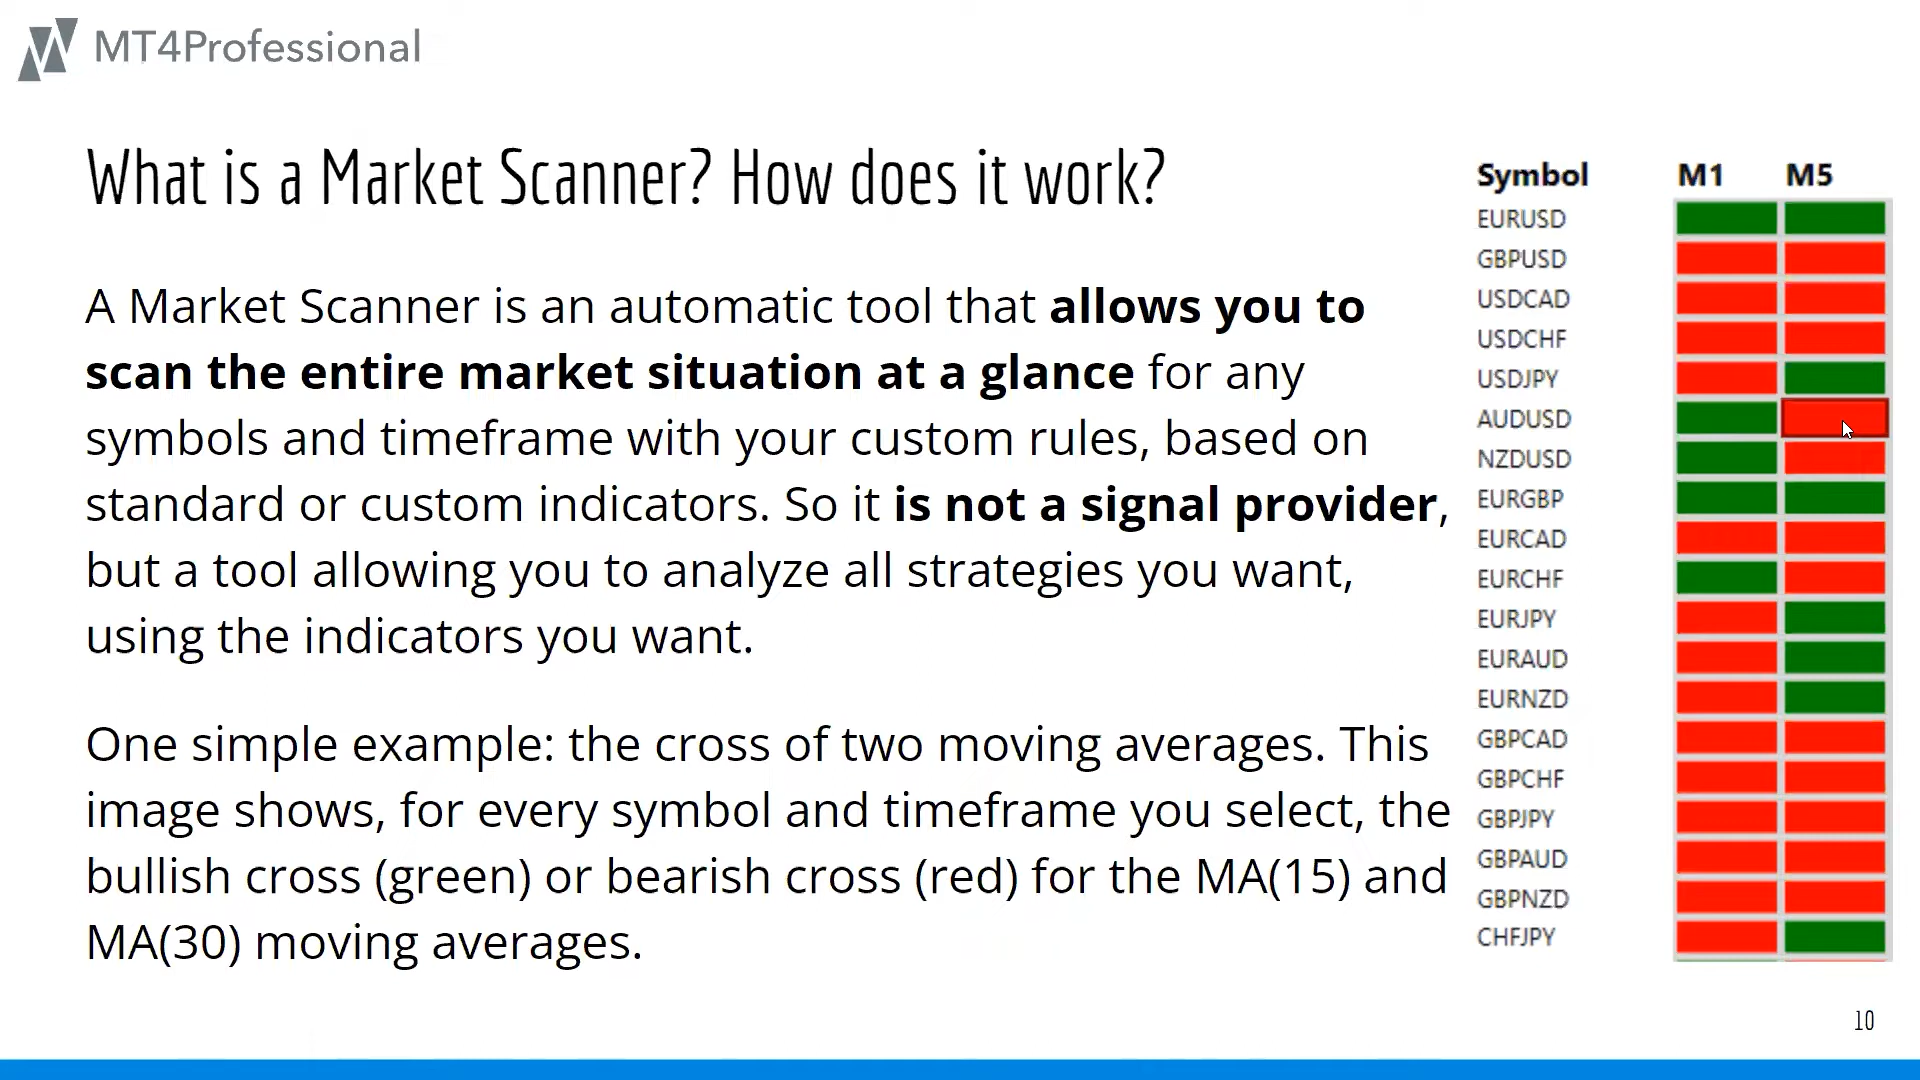 MT4Professional
What is a Market Scanner? How does it work?
A Market Scanner is an automatic tool that allows you to
scan the entire market situation at a glance for any
symbols and timeframe with your custom rules, based on
standard or custom indicators. So it is not a signal provider,
but a tool allowing you to analyze all strategies you want,
using the indicators you want.
One simple example: the cross of two moving averages. This
image shows, for every symbol and timeframe you select, the
bullish cross (green) or bearish cross (red) for the MA(15) and
MA(30) moving averages.
Symbol M1 M5
EURUSD
GBPUSD
USDCAD
USDCHF
USDJPY
AUDUSD
NZDUSD
EURGBP
EURCAD
EURCHF
EURJPY
EURAUD
EURNZD
GBPCAD
GBPCHF
GBPJPY
GBPAUD
GBPNZD
CHFJPY
10